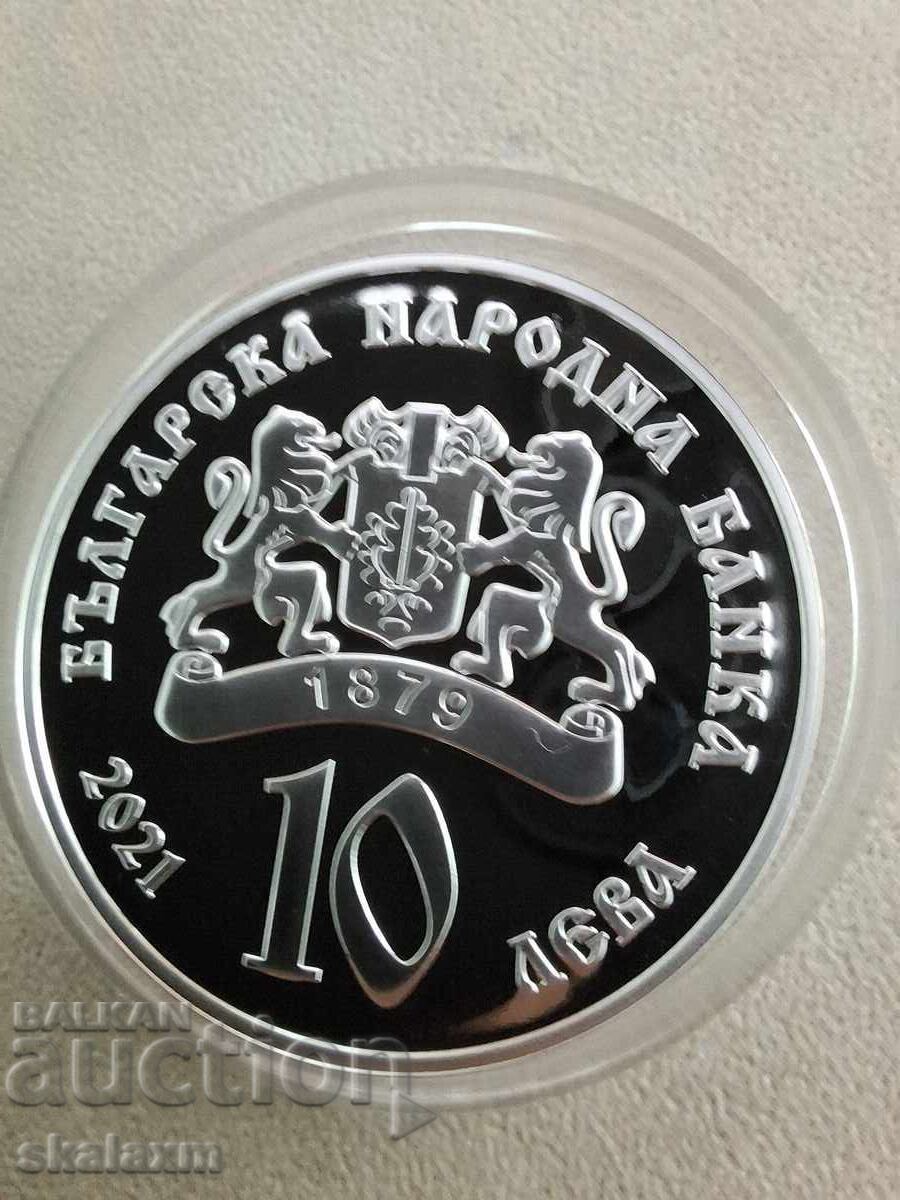 БЪЛГАРСКА НАРОДНА БАНКА
1879
2021
10
ЛЕВА
BALKAN
auction
skalaxm